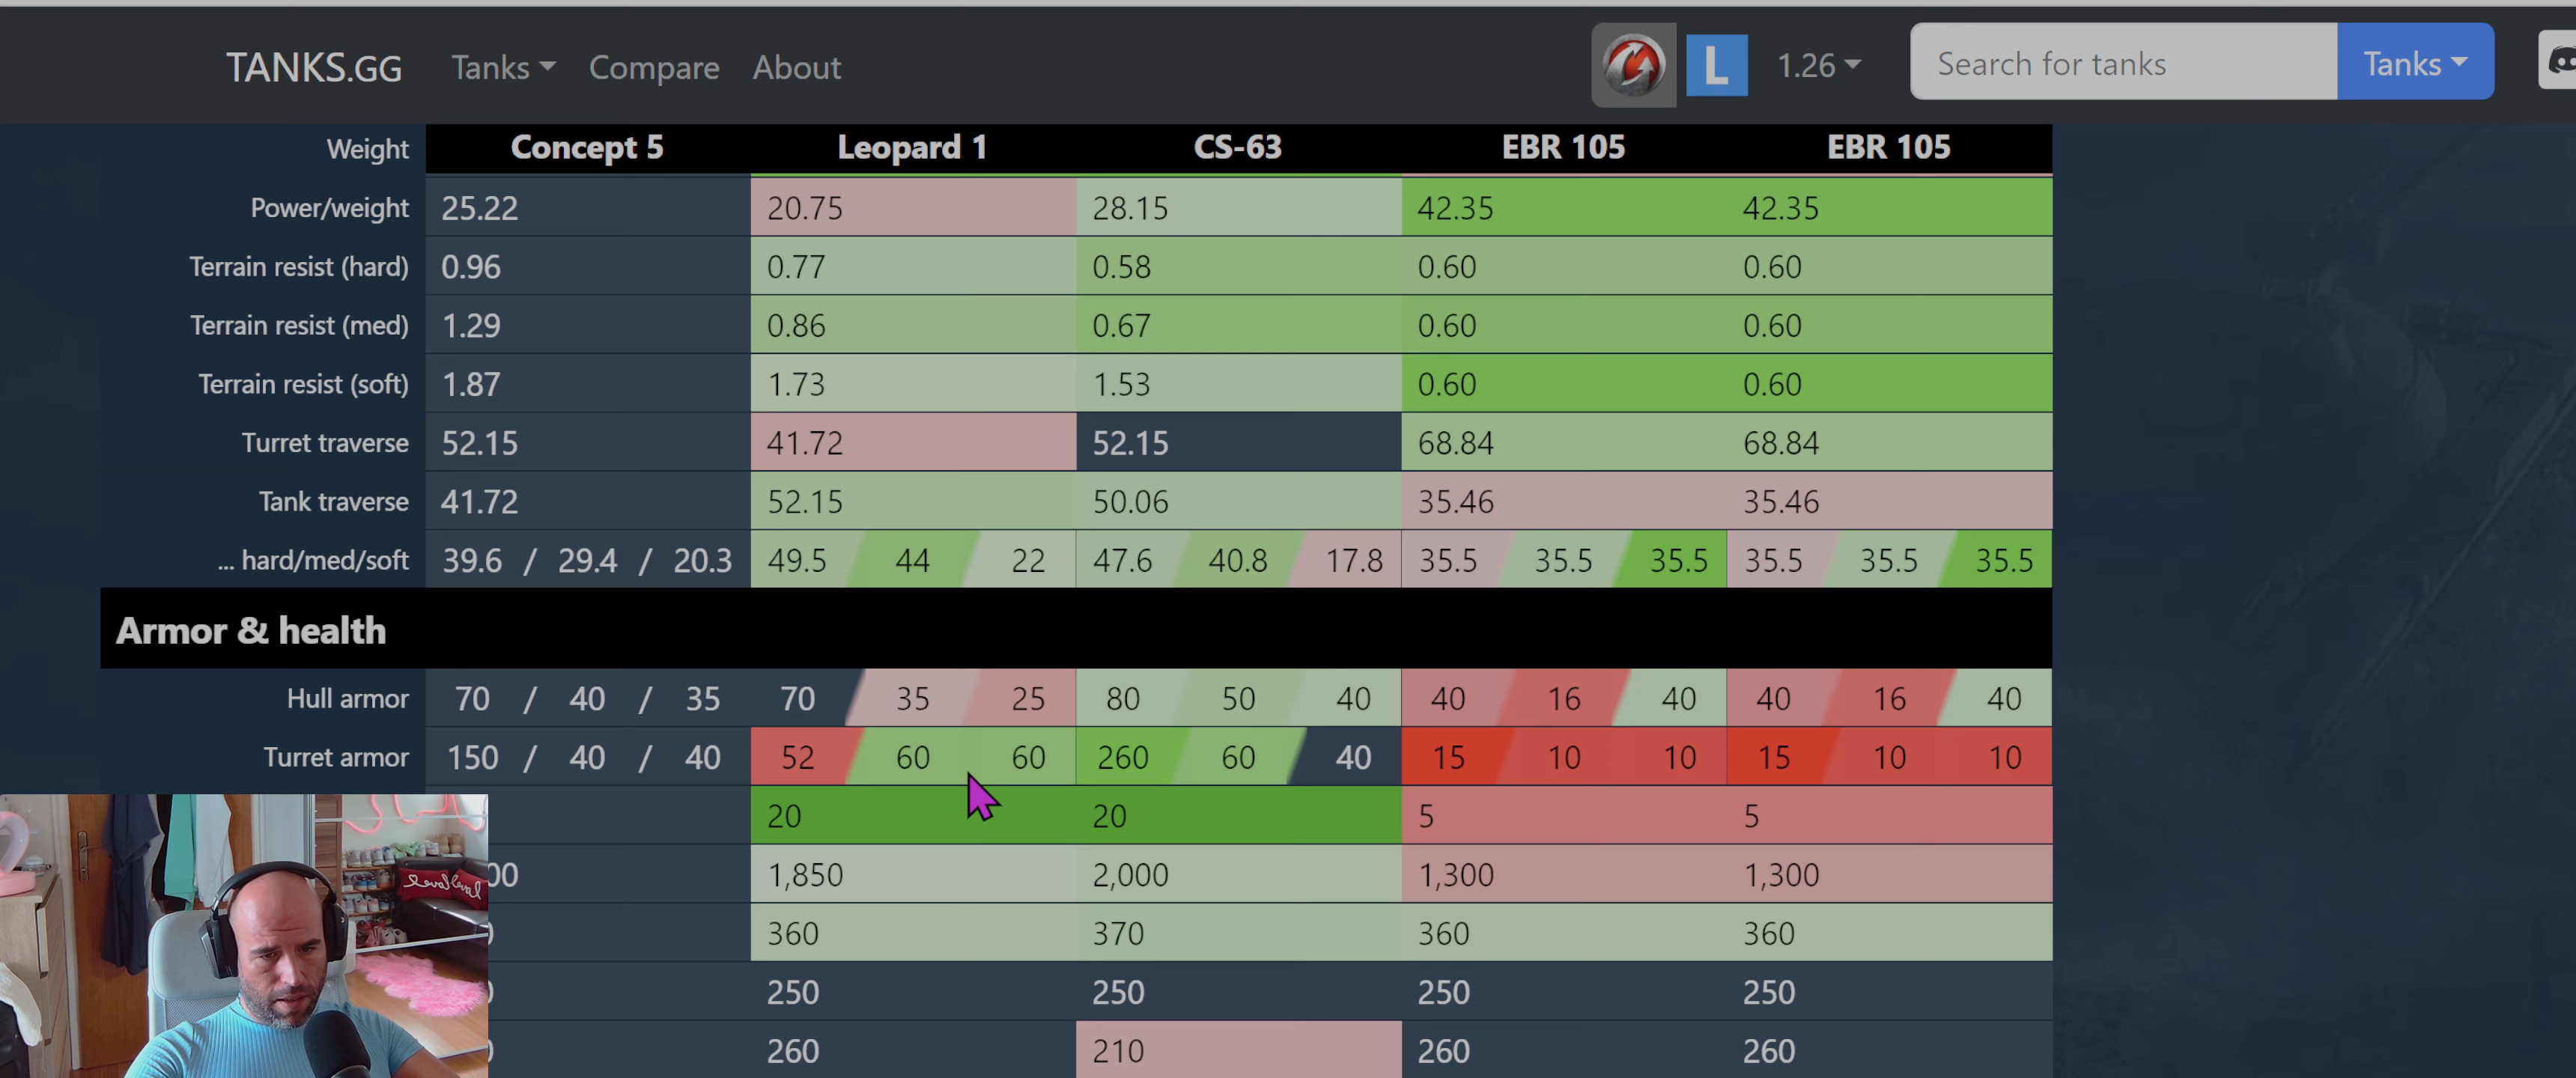 TANKS.GG Tanks Compare About L 1.26 Search for tanks Tanks
Weight Concept 5 Leopard 1 CS-63 EBR 105 EBR 105
Power/weight 25.22 20.75 28.15 42.35 42.35
Terrain resist (hard) 0.96 0.77 0.58 0.60 0.60
Terrain resist (med) 1.29 0.86 0.67 0.60 0.60
Terrain resist (soft) 1.87 1.73 1.53 0.60 0.60
Turret traverse 52.15 41.72 52.15 68.84 68.84
Tank traverse 41.72 52.15 50.06 35.46 35.46
... hard/med/soft 39.6 / 29.4 / 20.3 49.5 44 22 47.6 40.8 17.8 35.5 35.5 35.5 35.5 35.5 35.5
Armor & health
Hull armor 70 / 40 / 35 70 35 25 80 50 40 40 16 40 40 16 40
Turret armor 150 / 40 / 40 52 60 60 260 60 40 15 10 10 15 10 10
20 20 5 5
00 1,850 2,000 1,300 1,300
360 370 360 360
250 250 250 250
260 210 260 260